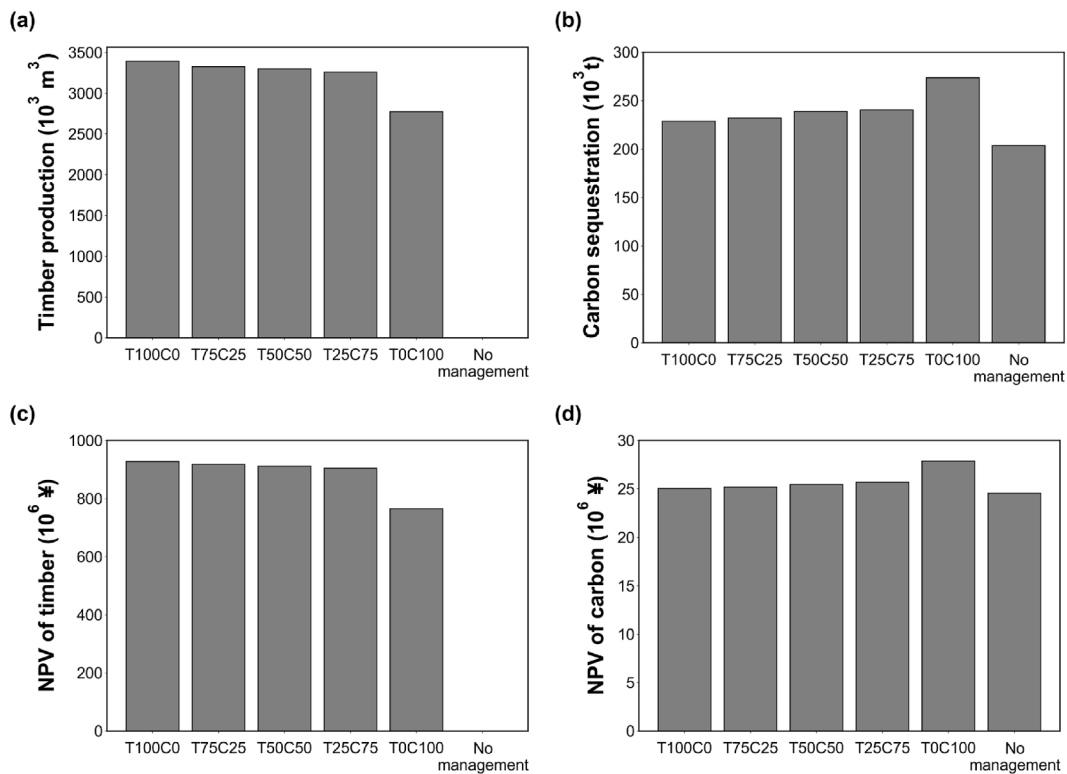 (a)
Timber production (10³ m³)
3500
3000
2500
2000
1500
1000
500
0
T100C0 T75C25 T50C50 T25C75 T0C100 No
management
(b)
Carbon sequestration (10³ t)
300
250
200
150
100
50
0
T100C0 T75C25 T50C50 T25C75 T0C100 No
management
(c)
NPV of timber (10⁶ ¥)
1000
800
600
400
200
0
T100C0 T75C25 T50C50 T25C75 T0C100 No
management
(d)
NPV of carbon (10⁶ ¥)
30
25
20
15
10
5
0
T100C0 T75C25 T50C50 T25C75 T0C100 No
management